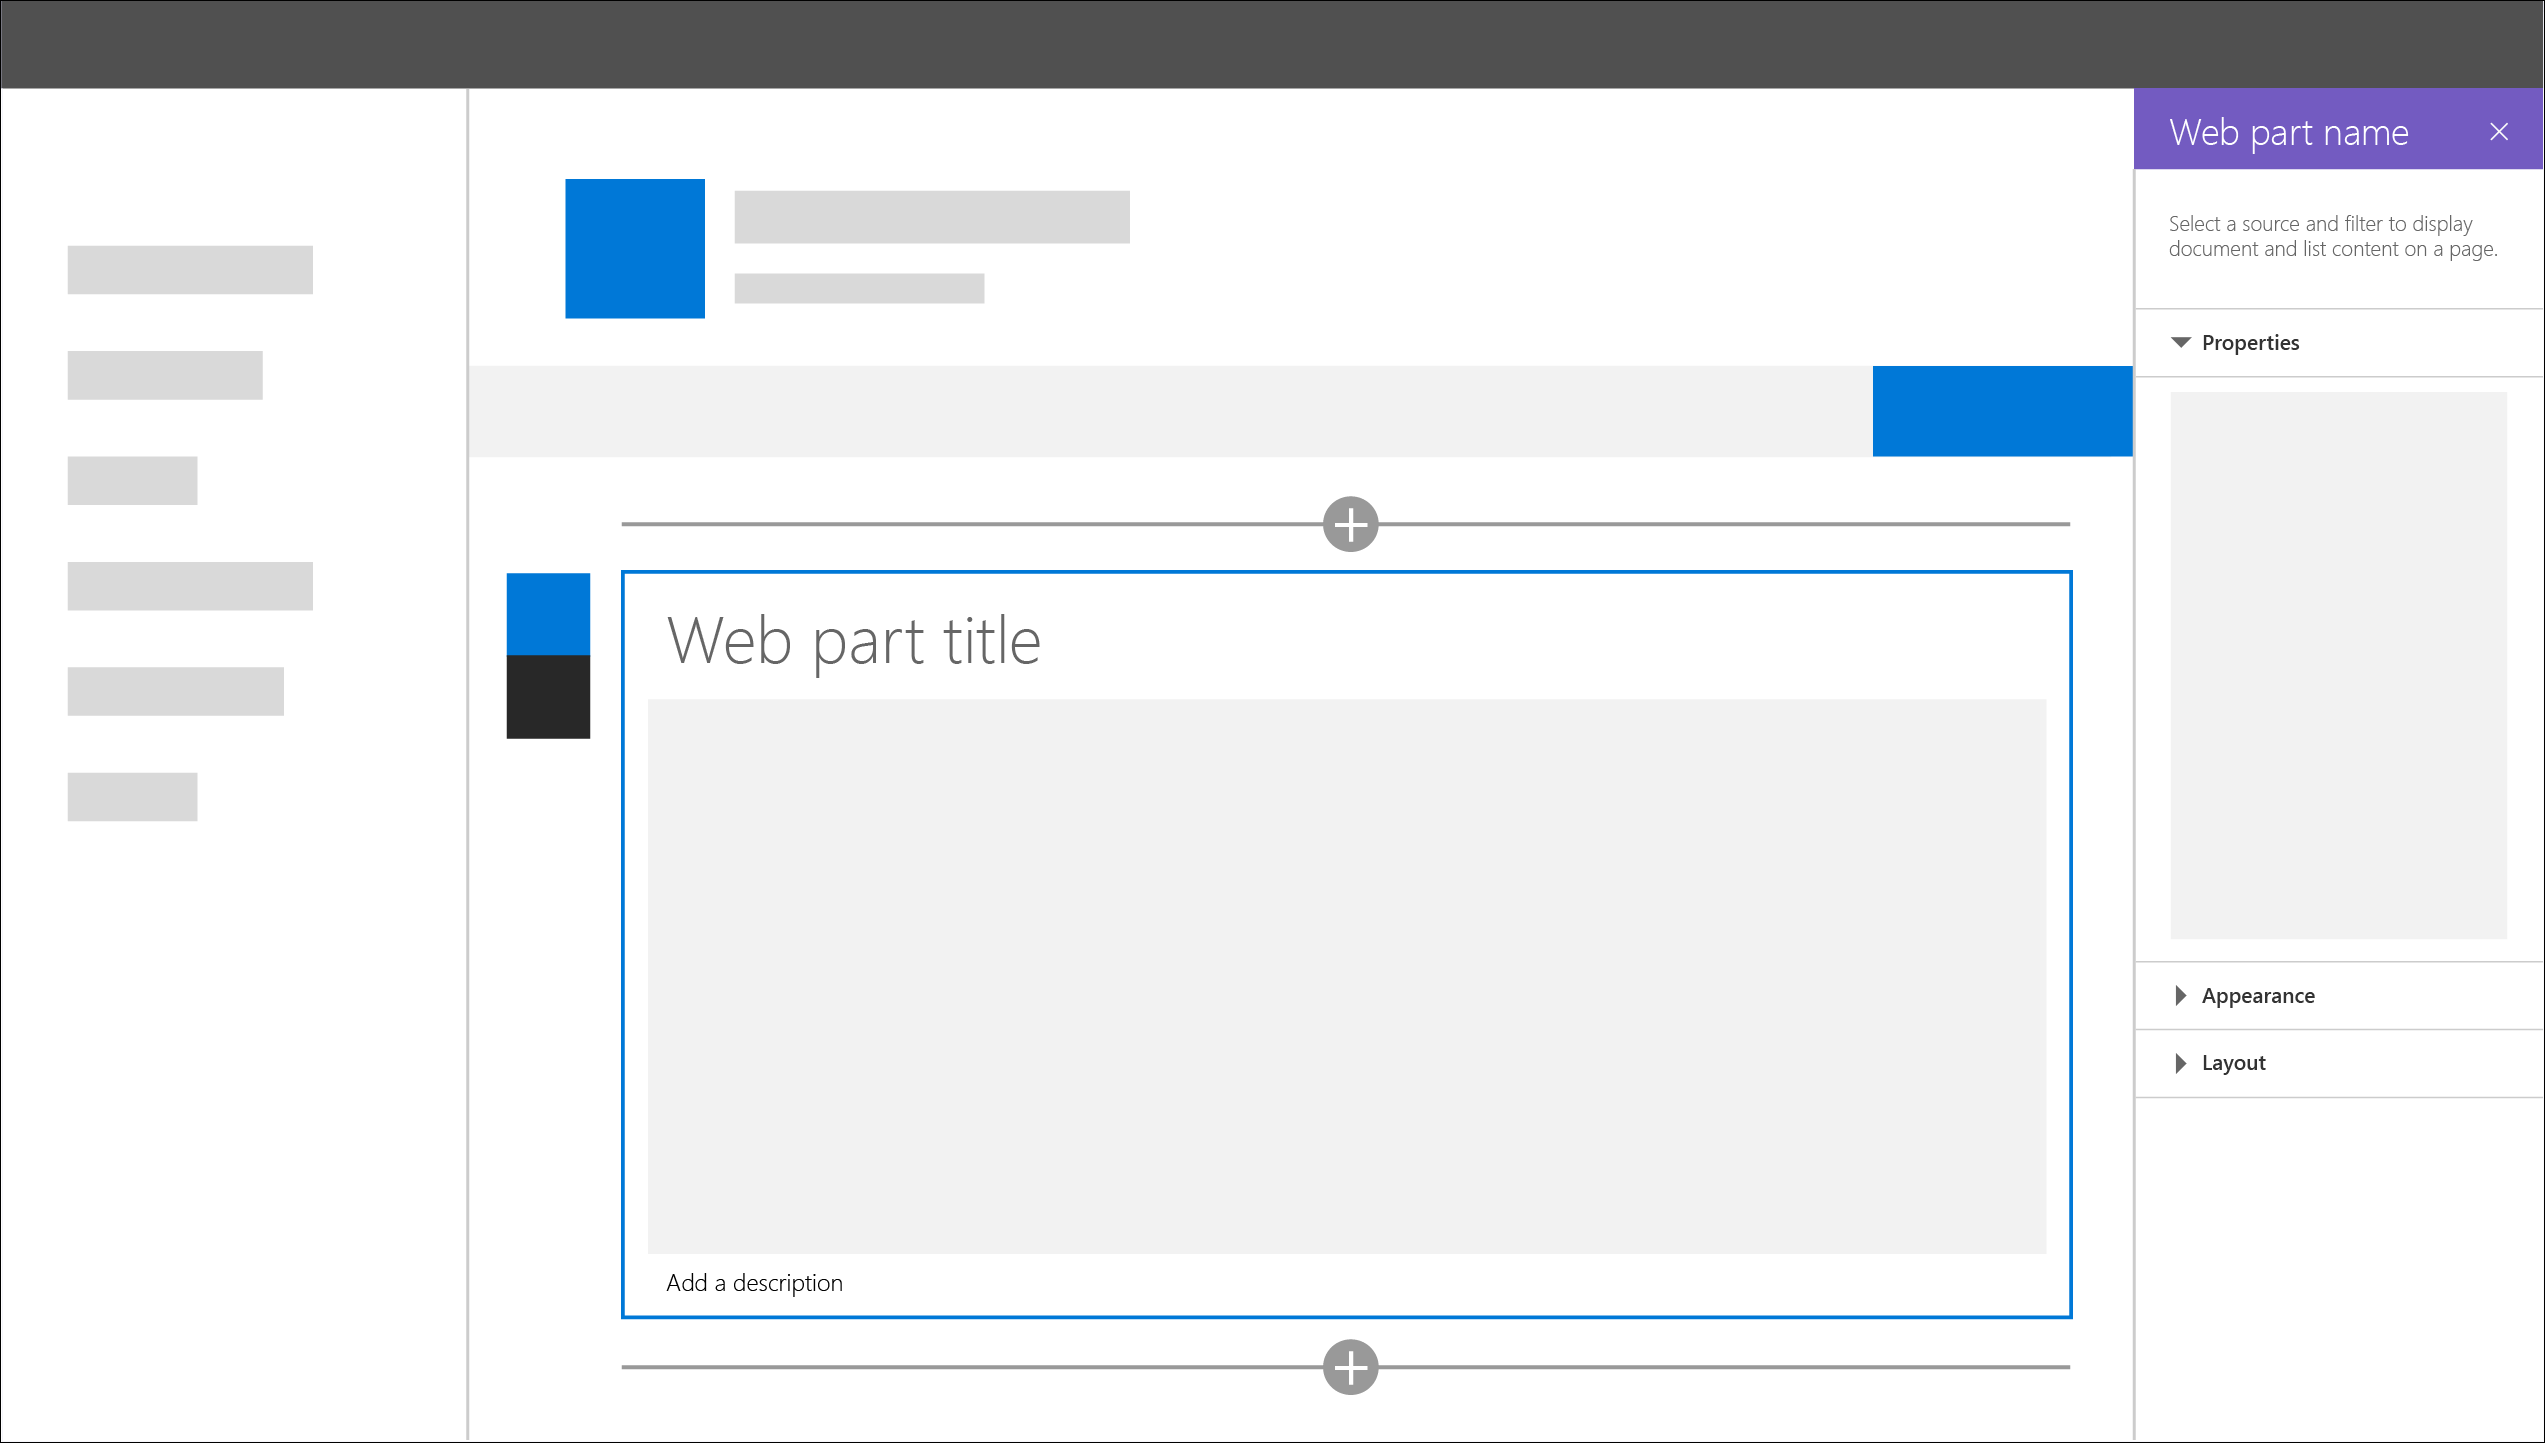 Web part name
Select a source and filter to display
document and list content on a page.
Properties
Web part title
Add a description
Appearance
Layout